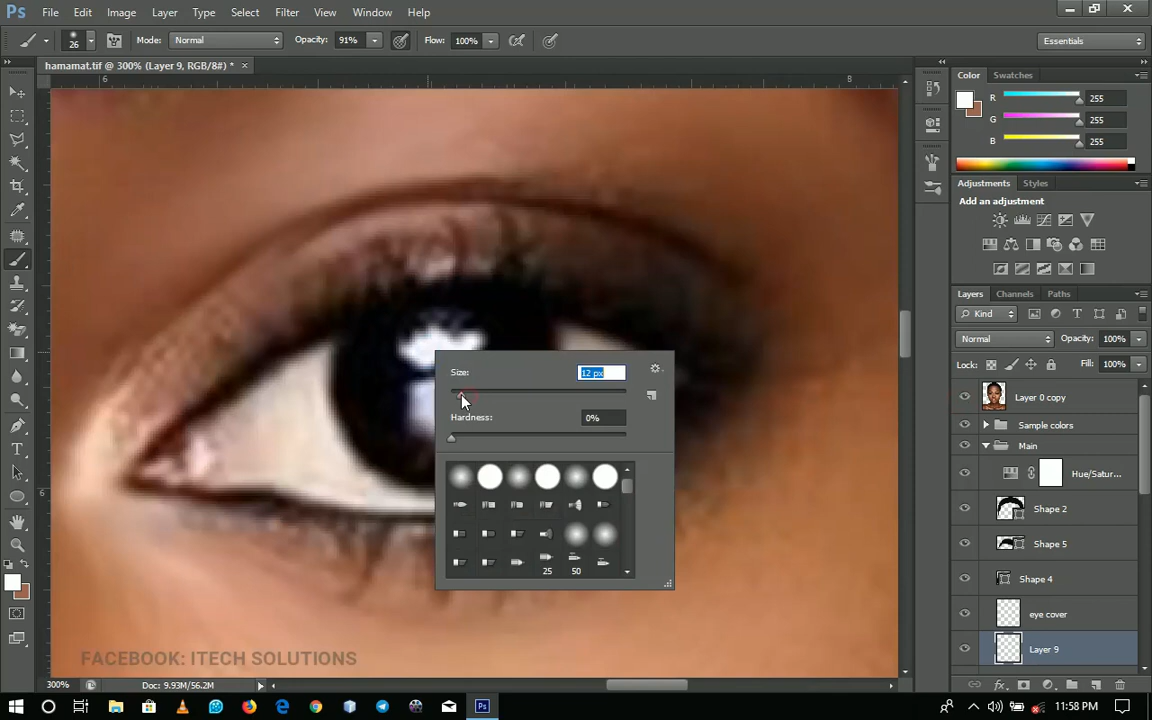 Ps File Edit Image Layer Type Select Filter View Window Help
26 Mode: Normal Opacity: 91% Flow: 100% Essentials
hamamat.tif @ 300% (Layer 9, RGB/8#) * ×
6 8
Color Swatches
R 255
G 255
B 255
Adjustments Styles
Add an adjustment
Layers Channels Paths
Kind
Normal Opacity: 100%
Lock: Fill: 100%
Size: 12 px
Hardness: 0%
25 50
6
Layer 0 copy
Sample colors
Main
Hue/Satur...
Shape 2
Shape 5
Shape 4
eye cover
Layer 9
FACEBOOK: ITECH SOLUTIONS
300% Doc: 9.93M/56.2M
fx
11:58 PM